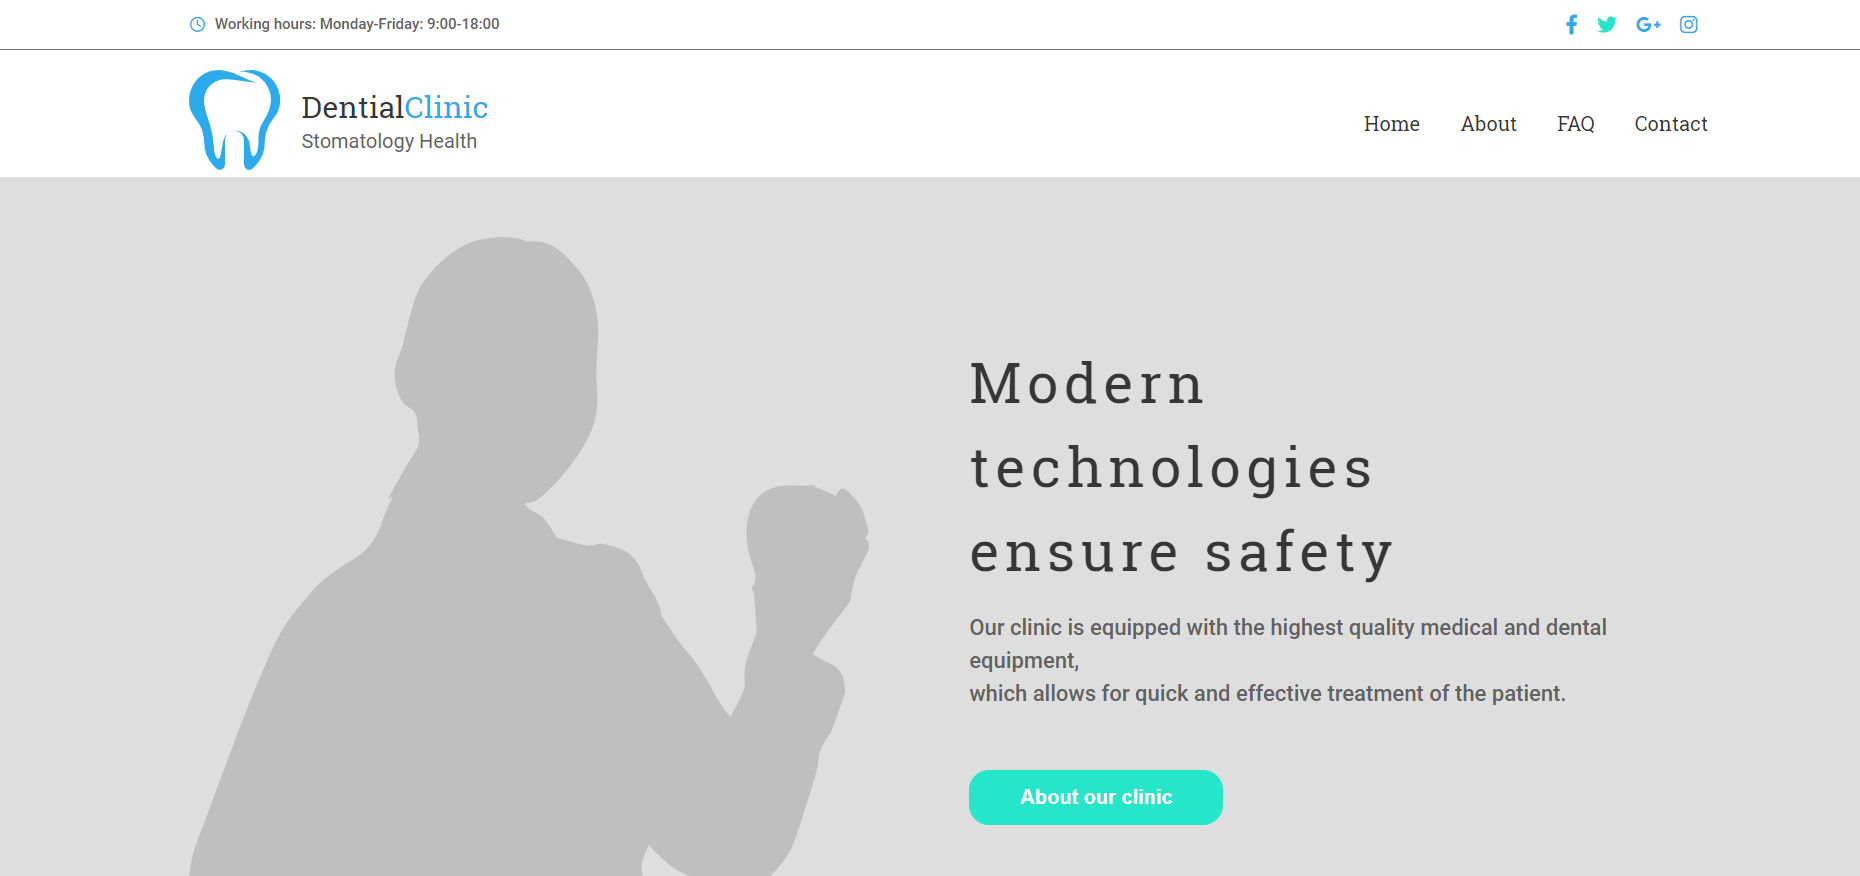 Working hours: Monday-Friday: 9:00-18:00
DentialClinic
Stomatology Health
Home About FAQ Contact
Modern
technologies
ensure safety
Our clinic is equipped with the highest quality medical and dental
equipment,
which allows for quick and effective treatment of the patient.
About our clinic